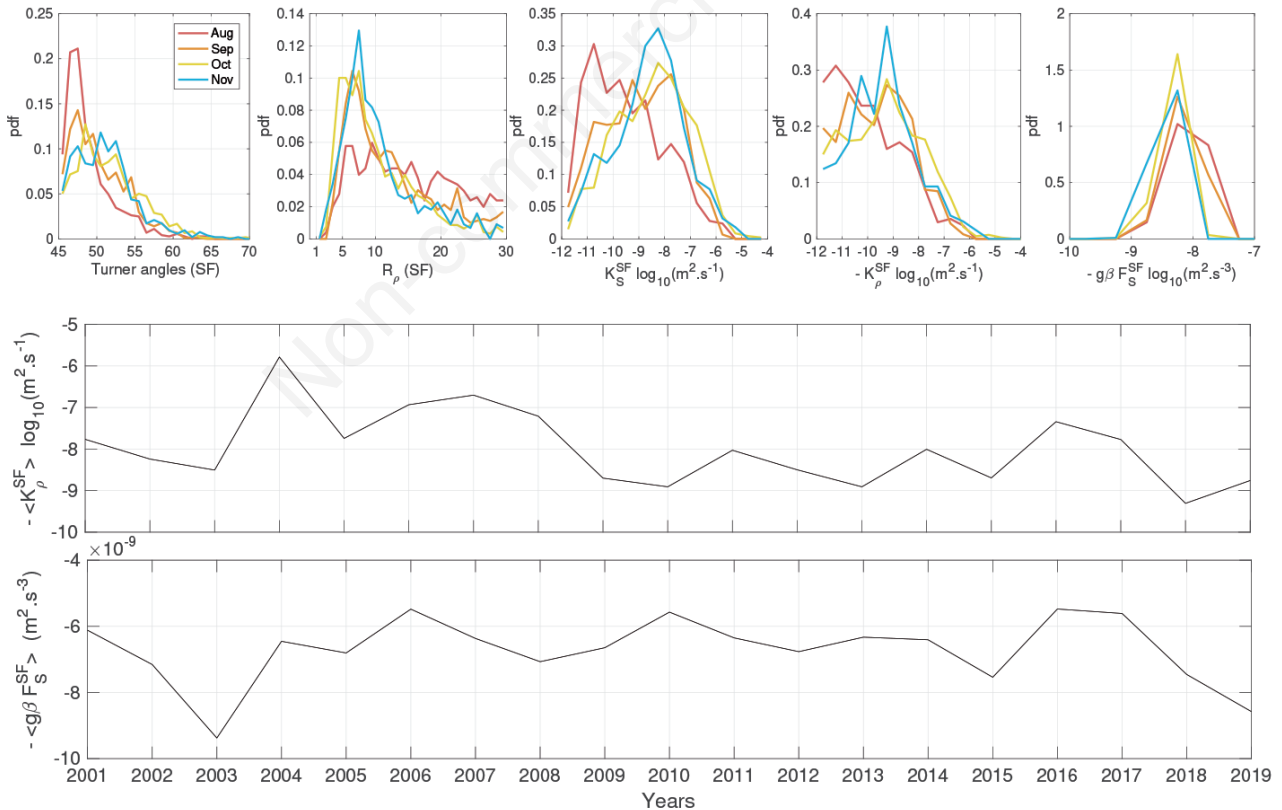 0.25
0.2
0.15
0.1
0.05
0
pdf
45 50 55 60 65 70
Turner angles (SF)
Aug
Sep
Oct
Nov
0.14
0.12
0.1
0.08
0.06
0.04
0.02
0
pdf
1 5 10 20 30
R_ρ (SF)
0.35
0.3
0.25
0.2
0.15
0.1
0.05
0
pdf
-12 -11 -10 -9 -8 -7 -6 -5 -4
K_S^SF log₁₀(m².s⁻¹)
0.4
0.3
0.2
0.1
0
pdf
-12 -11 -10 -9 -8 -7 -6 -5 -4
- K_ρ^SF log₁₀(m².s⁻¹)
2
1.5
1
0.5
0
pdf
-10 -9 -8 -7
- gβ F_S^SF log₁₀(m².s⁻³)
Non-commerci
-5
-6
-7
-8
-9
-10
- <K_ρ^SF> log₁₀(m².s⁻¹)
×10⁻⁹
-4
-6
-8
-10
- <gβ F_S^SF> (m².s⁻³)
2001 2002 2003 2004 2005 2006 2007 2008 2009 2010 2011 2012 2013 2014 2015 2016 2017 2018 2019
Years